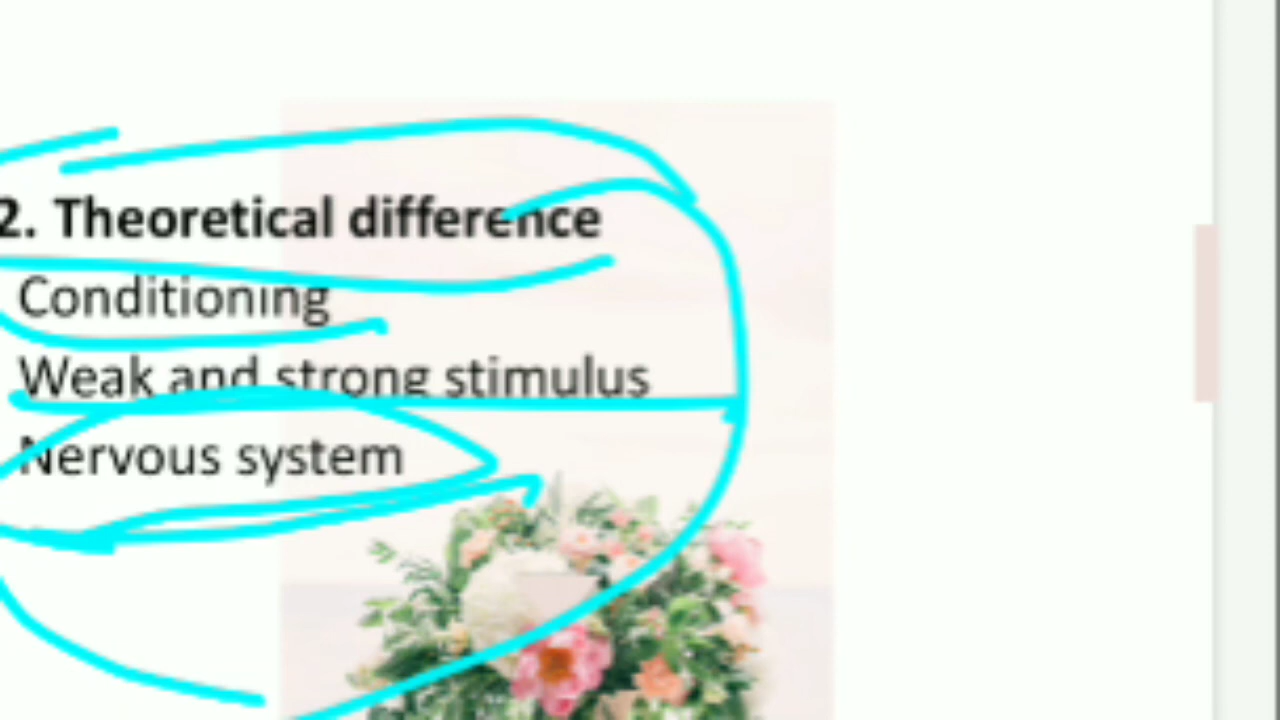 2. Theoretical difference
Conditioning
Weak and strong stimulus
Nervous system